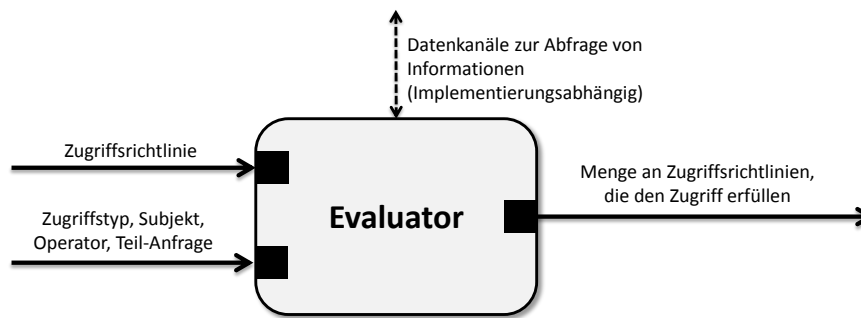 Datenkanäle zur Abfrage von
Informationen
(Implementierungsabhängig)
Zugriffsrichtlinie
Zugriffstyp, Subjekt,
Operator, Teil-Anfrage
Evaluator
Menge an Zugriffsrichtlinien,
die den Zugriff erfüllen